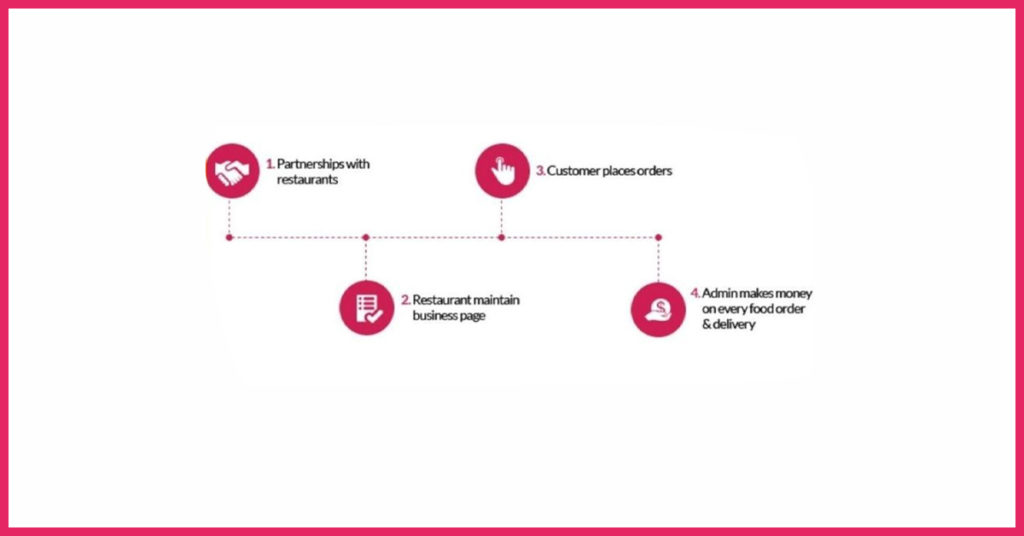 1. Partnerships with
restaurants
2. Restaurant maintain
business page
3. Customer places orders
4. Admin makes money
on every food order
& delivery